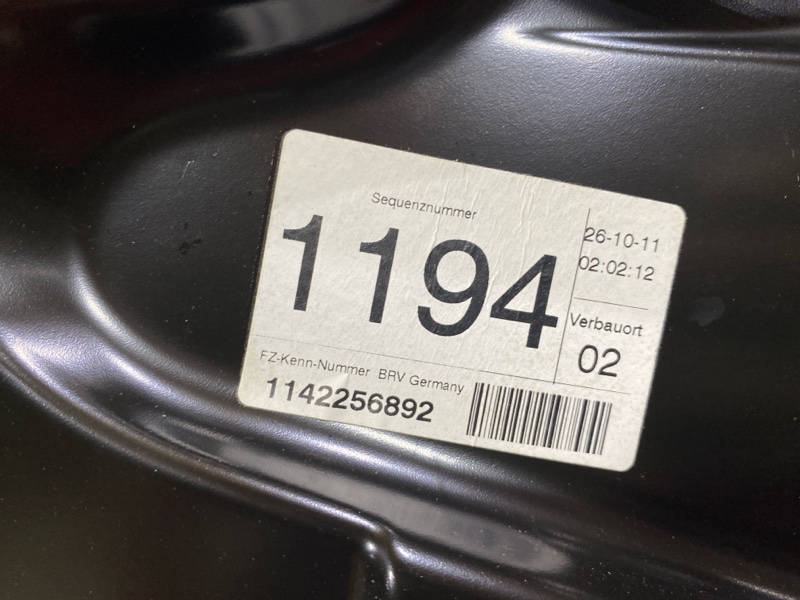 Sequenznummer
1194
26-10-11
02:02:12
Verbauort
02
FZ-Kenn-Nummer BRV Germany
1142256892